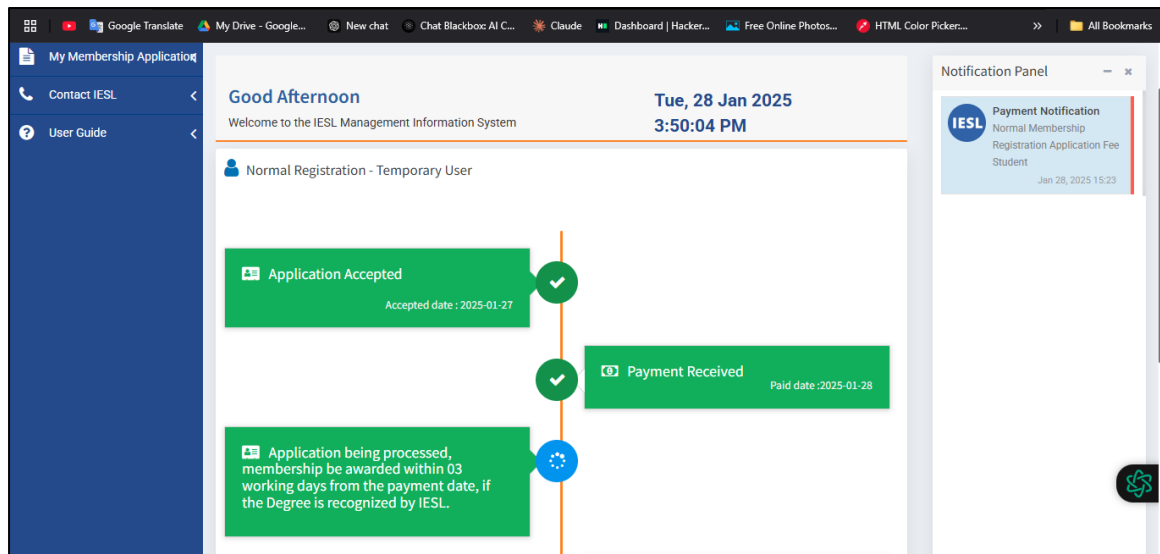 Google Translate
My Drive - Google...
New chat
Chat Blackbox: AI C...
Claude
Dashboard | Hacker...
Free Online Photos...
HTML Color Picker:...
»
All Bookmarks
My Membership Application
Contact IESL
User Guide
Good Afternoon
Welcome to the IESL Management Information System
Tue, 28 Jan 2025
3:50:04 PM
Normal Registration - Temporary User
Application Accepted
Accepted date : 2025-01-27
Payment Received
Paid date :2025-01-28
Application being processed,
membership be awarded within 03
working days from the payment date, if
the Degree is recognized by IESL.
Notification Panel
IESL
Payment Notification
Normal Membership
Registration Application Fee
Student
Jan 28, 2025 15:23